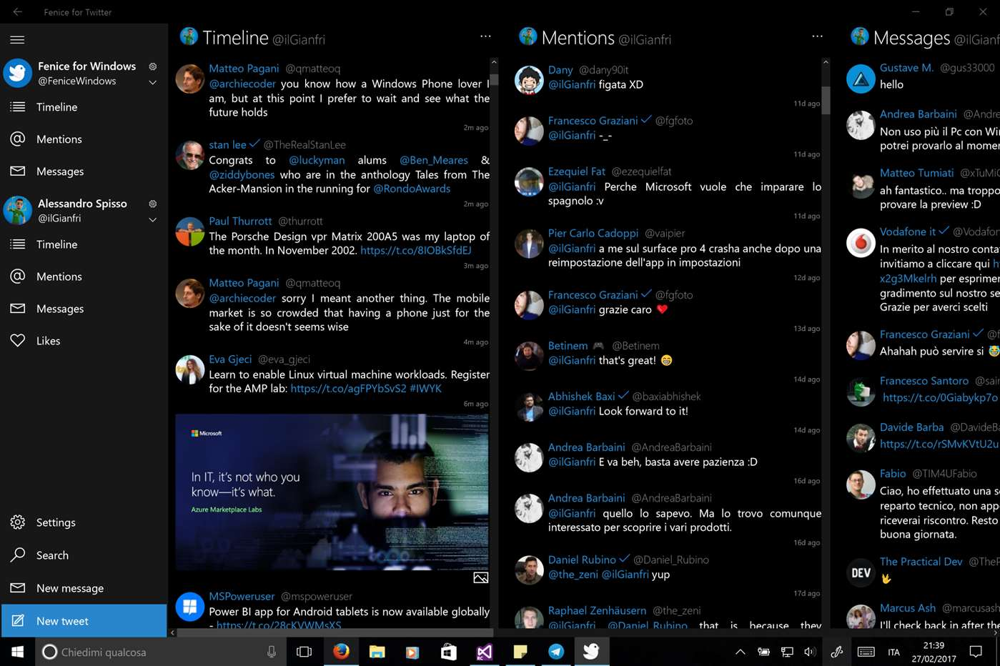 Fenice for Twitter
Fenice for Windows
@FeniceWindows
Timeline
Mentions
Messages
Alessandro Spisso
@ilGianfri
Timeline
Mentions
Messages
Likes
Settings
Search
New message
New tweet
Timeline @ilGianfri
Matteo Pagani @qmatteoq
@archiecoder you know how a Windows Phone lover I
am, but at this point I prefer to wait and see what the
future holds
2m ago
stan lee @TheRealStanLee
Congrats to @luckyman alums @Ben_Meares &
@ziddybones who are in the anthology Tales from The
Acker-Mansion in the running for @RondoAwards
2m ago
Paul Thurrott @thurrott
The Porsche Design vpr Matrix 200A5 was my laptop of
the month. In November 2002. https://t.co/8IOBkSfdEJ
3m ago
Matteo Pagani @qmatteoq
@archiecoder sorry I meant another thing. The mobile
market is so crowded that having a phone just for the
sake of it doesn't seems wise
4m ago
Eva Gjeci @eva_gjeci
Learn to enable Linux virtual machine workloads. Register
for the AMP lab: https://t.co/agFPYbSvS2 #IWYK
6m ago
Microsoft
In IT, it's not who you
know—it's what.
Azure Marketplace Labs
MSPoweruser @mspoweruser
Power BI app for Android tablets is now available globally
- https://t.co/28cKVWMsXS
Mentions @ilGianfri
Dany @dany90it
@ilGianfri figata XD
11d ago
Francesco Graziani @fgfoto
@ilGianfri -_-
11d ago
Ezequiel Fat @ezequielfat
@ilGianfri Perche Microsoft vuole che imparare lo
spagnolo :v
11d ago
Pier Carlo Cadoppi @vaipier
@ilGianfri a me sul surface pro 4 crasha anche dopo una
reimpostazione dell'app in impostazioni
12d ago
Francesco Graziani @fgfoto
@ilGianfri grazie caro ❤
13d ago
Betinem 🎮 @Betinem
@ilGianfri that's great! 😁
14d ago
Abhishek Baxi @baxiabhishek
@ilGianfri Look forward to it!
14d ago
Andrea Barbaini @AndreaBarbaini
@ilGianfri E va beh, basta avere pazienza :D
16d ago
Andrea Barbaini @AndreaBarbaini
@ilGianfri quello lo sapevo. Ma lo trovo comunque
interessato per scoprire i vari prodotti.
16d ago
Daniel Rubino @Daniel_Rubino
@the_zeni @ilGianfri yup
17d ago
Raphael Zenhäusern @the_zeni
@ilGianfri @Daniel_Rubino that is because they
Messages @ilGianf
Gustave M. @gus33000
hello
Andrea Barbaini @Andre
Non uso più il Pc con Win
potrei provarlo al momen
Matteo Tumiati @xTuMiO
ah fantastico.. ma troppo
provare la preview :D
Vodafone it @Vodafon
In merito al nostro conta
invitiamo a cliccare qui h
x2g3Mkelrh per esprimer
gradimento sul nostro se
Grazie per averci scelti
Francesco Graziani @f
Ahahah può servire si 😂
Francesco Santoro @sain
https://t.co/0Giabykp7o
Davide Barba @DavideBa
https://t.co/rSMvKVtU2u
Fabio @TIM4UFabio
Ciao, ho effettuato una s
reparto tecnico, non app
riceverai riscontro. Resto
buona giornata.
DEV
The Practical Dev @TheP
🖖
Marcus Ash @marcusash
I'll check back in after the
Chiedimi qualcosa
RC
ITA
21:39
27/02/2017